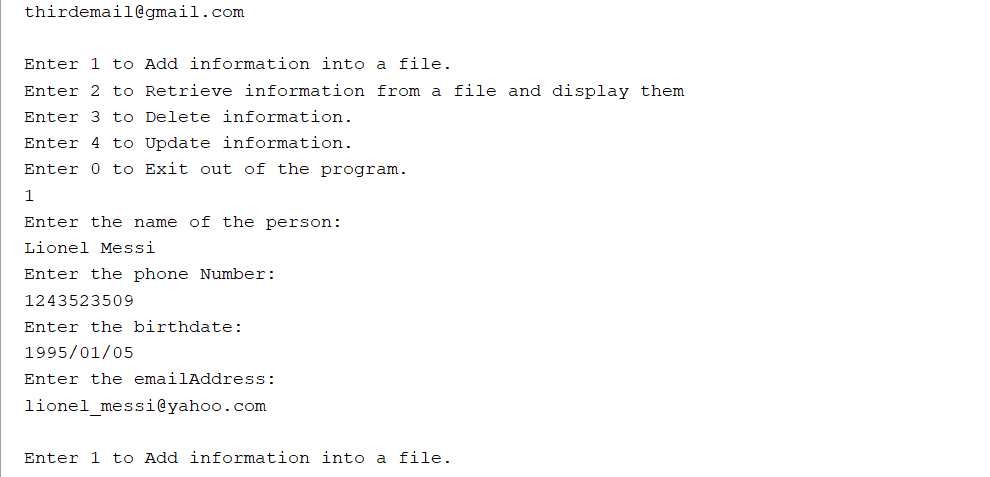 thirdemail@gmail.com
Enter 1 to Add information into a file.
Enter 2 to Retrieve information from a file and display them
Enter 3 to Delete information.
Enter 4 to Update information.
Enter 0 to Exit out of the program.
1
Enter the name of the person:
Lionel Messi
Enter the phone Number:
1243523509
Enter the birthdate:
1995/01/05
Enter the emailAddress:
lionel_messi@yahoo.com
Enter 1 to Add information into a file.